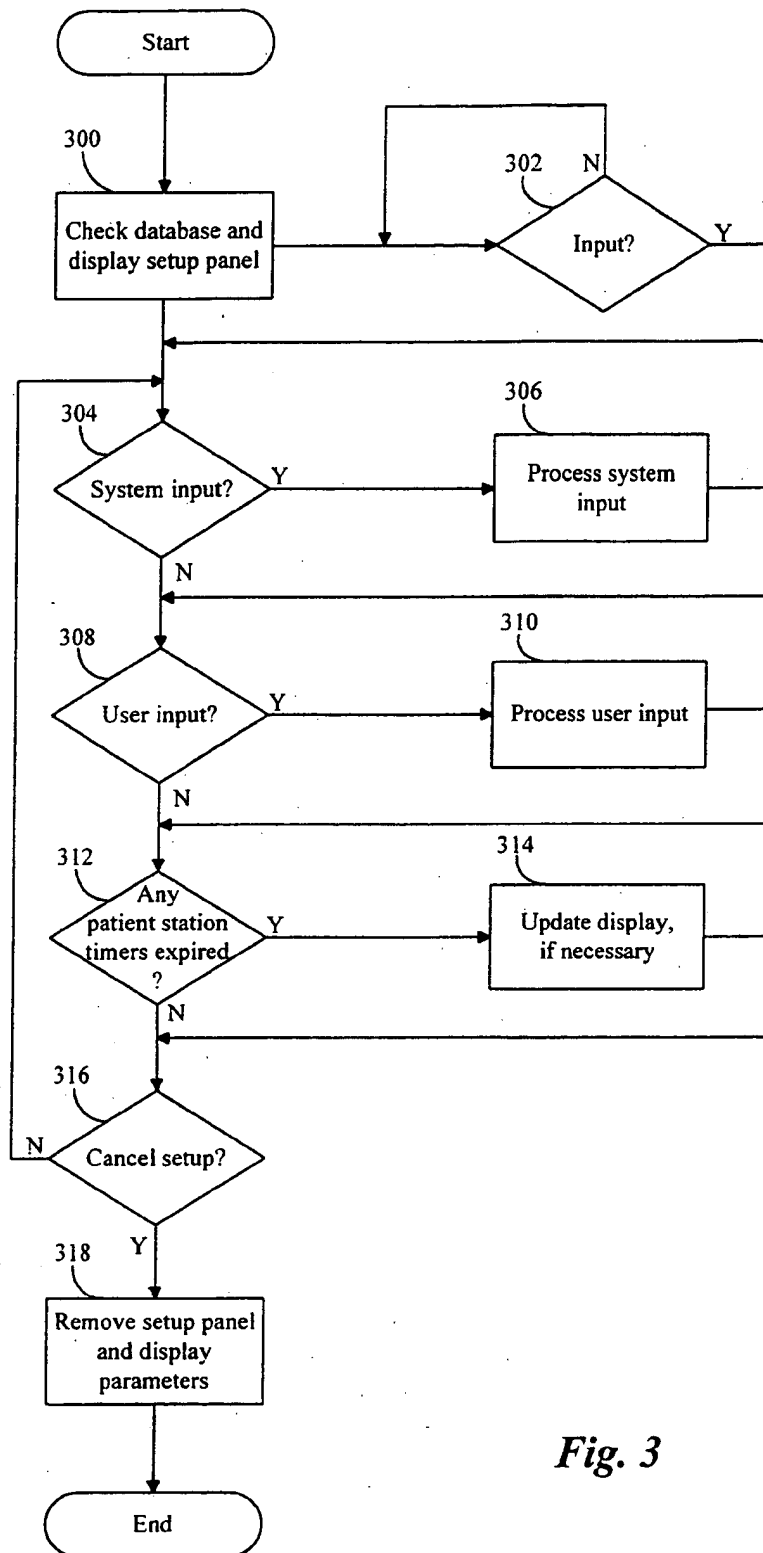 Start
300
Check database and
display setup panel
302
N
Input?
Y
304
System input?
Y
N
306
Process system
input
308
User input?
Y
N
310
Process user input
312
Any
patient station
timers expired
?
Y
N
314
Update display,
if necessary
316
N
Cancel setup?
Y
318
Remove setup panel
and display
parameters
End
Fig. 3